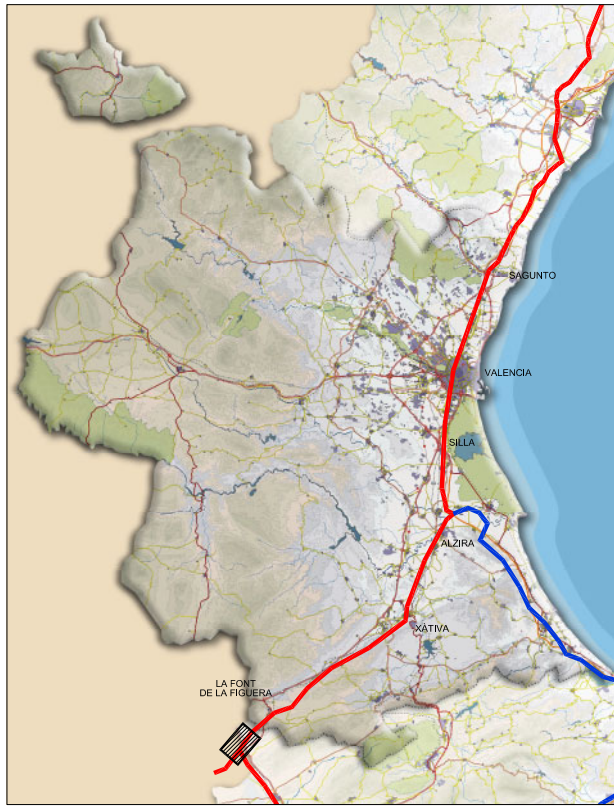 SAGUNTO
VALENCIA
SILLA
ALZIRA
XÀTIVA
LA FONT
DE LA FIGUERA